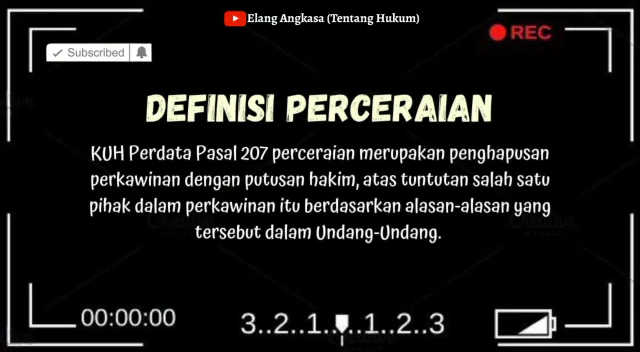 Elang Angkasa (Tentang Hukum)
REC
Subscribed
DEFINISI PERCERAIAN
KUH Perdata Pasal 207 perceraian merupakan penghapusan
perkawinan dengan putusan hakim, atas tuntutan salah satu
pihak dalam perkawinan itu berdasarkan alasan-alasan yang
tersebut dalam Undang-Undang.
00:00:00
3..2..1.....1..2..3